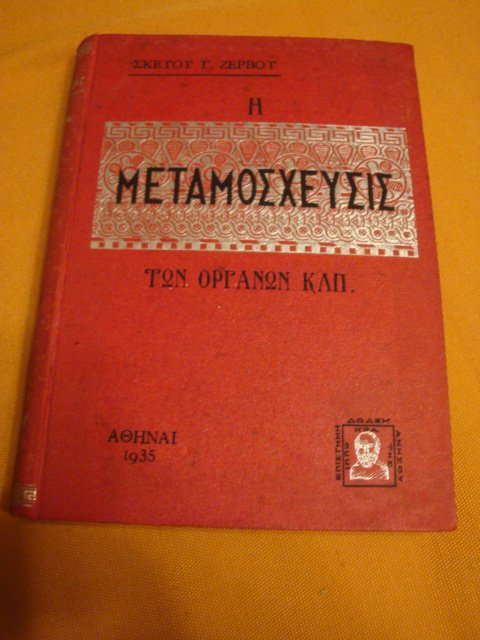 ΣΚΕΥΟΥ Γ. ΖΕΡΒΟΥ
Η
ΜΕΤΑΜΟΣΧΕΥΣΙΣ
ΤΩΝ ΟΡΓΑΝΩΝ ΚΛΠ.
ΑΘΗΝΑΙ
1935